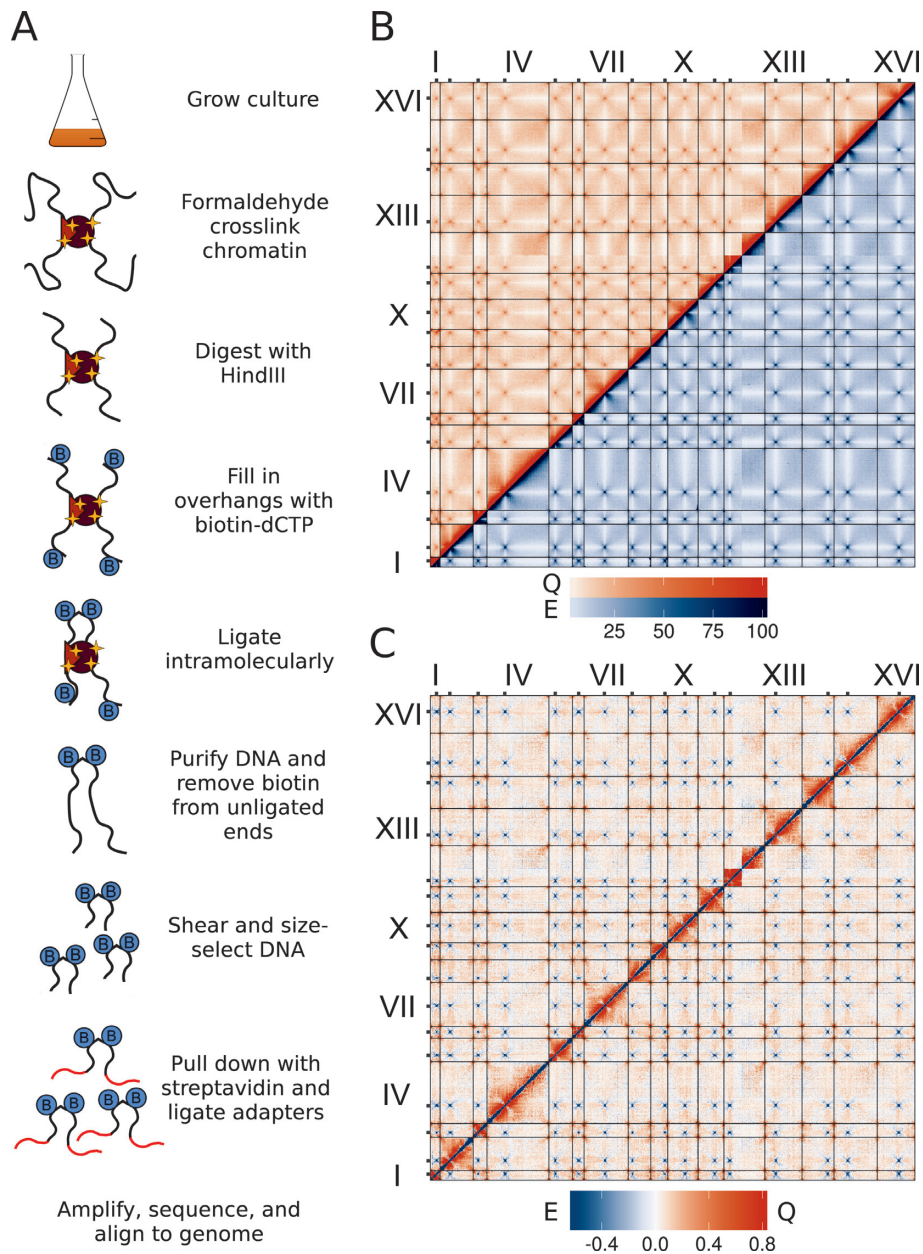 A
Grow culture
Formaldehyde
crosslink
chromatin
Digest with
HindIII
Fill in
overhangs with
biotin-dCTP
B B
B B
Ligate
intramolecularly
B B
B
B
Purify DNA and
remove biotin
from unligated
ends
B B
Shear and size-
select DNA
B B
B B B B
Pull down with
streptavidin and
ligate adapters
B B
B B B B
Amplify, sequence, and
align to genome
B
I IV VII X XIII XVI
XVI
XIII
X
VII
IV
I
Q
E
25 50 75 100
C
I IV VII X XIII XVI
XVI
XIII
X
VII
IV
I
E Q
-0.4 0.0 0.4 0.8